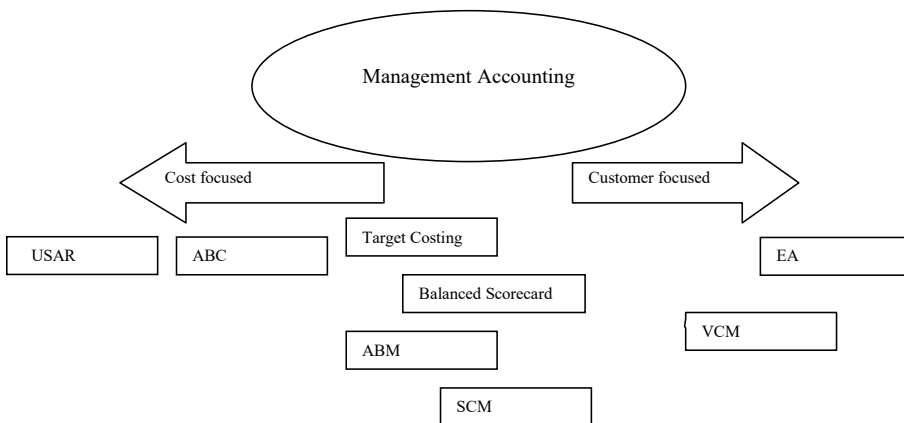 Management Accounting
Cost focused
Customer focused
Target Costing
USAR
ABC
EA
Balanced Scorecard
VCM
ABM
SCM